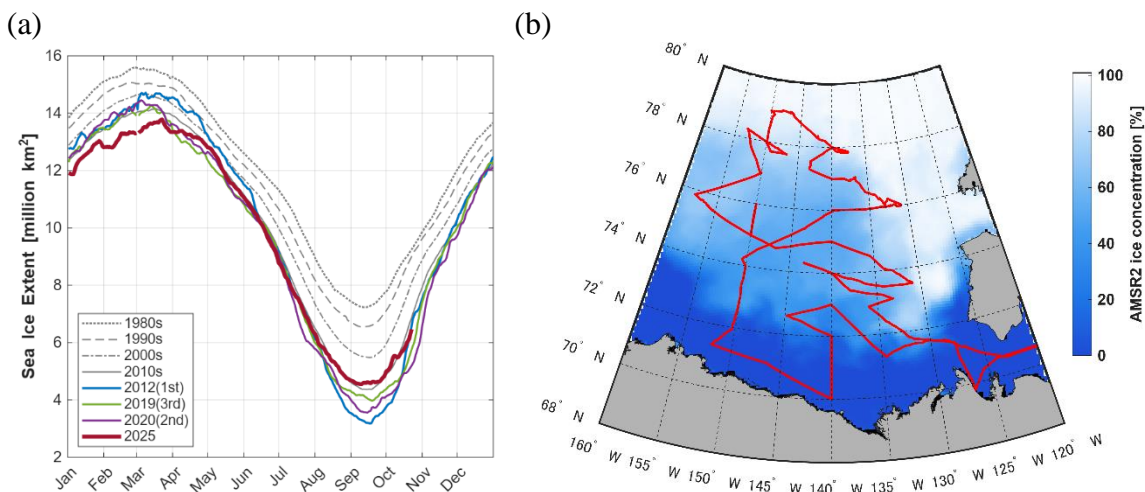 (a)
(b)
Sea Ice Extent [million km²]
16
14
12
10
8
6
4
2
1980s
1990s
2000s
2010s
2012(1st)
2019(3rd)
2020(2nd)
2025
Jan Feb Mar Apr May Jun Jul Aug Sep Oct Nov Dec
80° N
78° N
76° N
74° N
72° N
70° N
68° N
160° W 155° W 150° W 145° W 140° W 135° W 130° W 125° W 120° W
100
80
60
40
20
0
AMSR2 ice concentration [%]